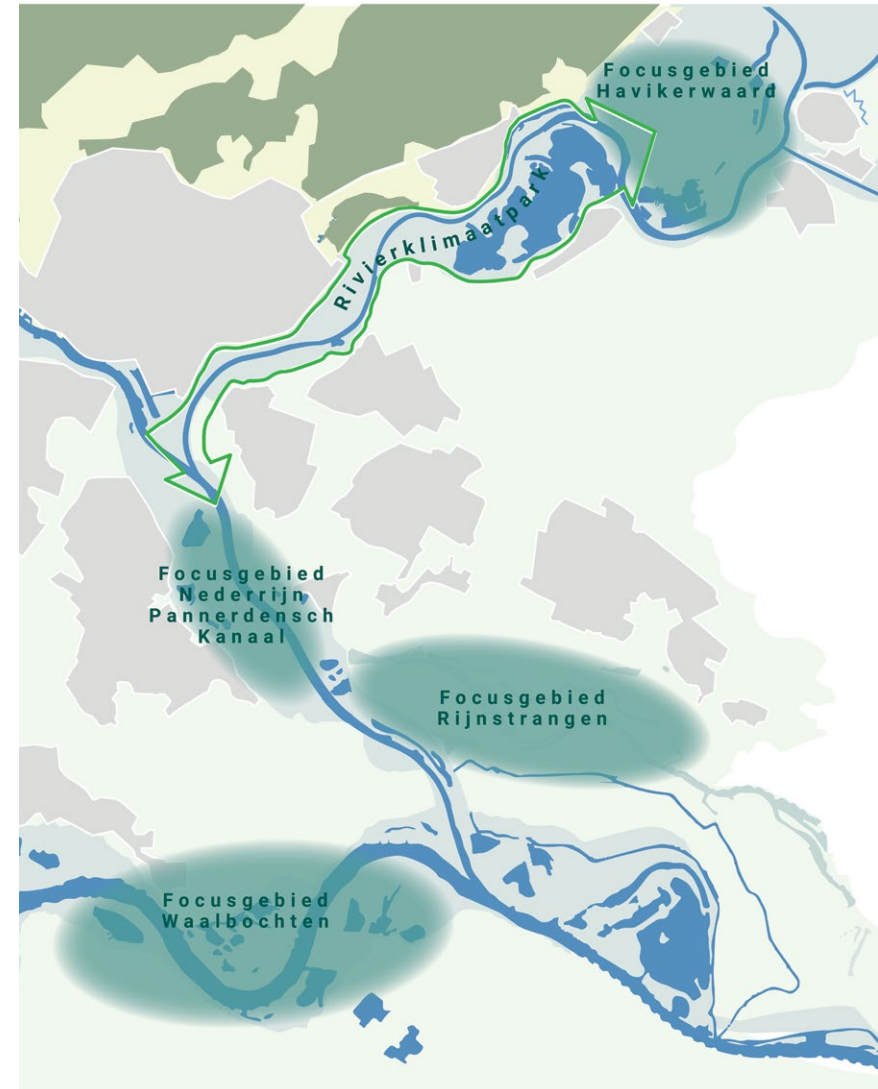 Focusgebied
Havikerwaard
Rivierklimaatpark
Focusgebied
Nederrijn
Pannerdensch
Kanaal
Focusgebied
Rijnstrangen
Focusgebied
Waalbochten